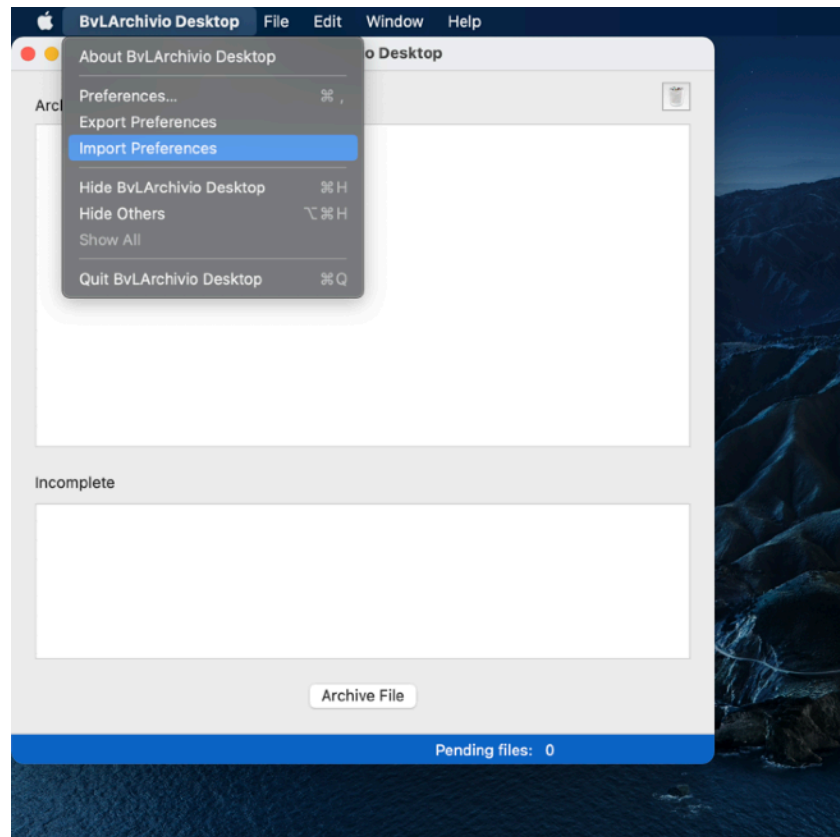 BvLArchivio Desktop File Edit Window Help
o Desktop
About BvLArchivio Desktop
Preferences... ⌘ ,
Arcl
Export Preferences
Import Preferences
Hide BvLArchivio Desktop ⌘ H
Hide Others ⌥ ⌘ H
Show All
Quit BvLArchivio Desktop ⌘ Q
Incomplete
Archive File
Pending files: 0